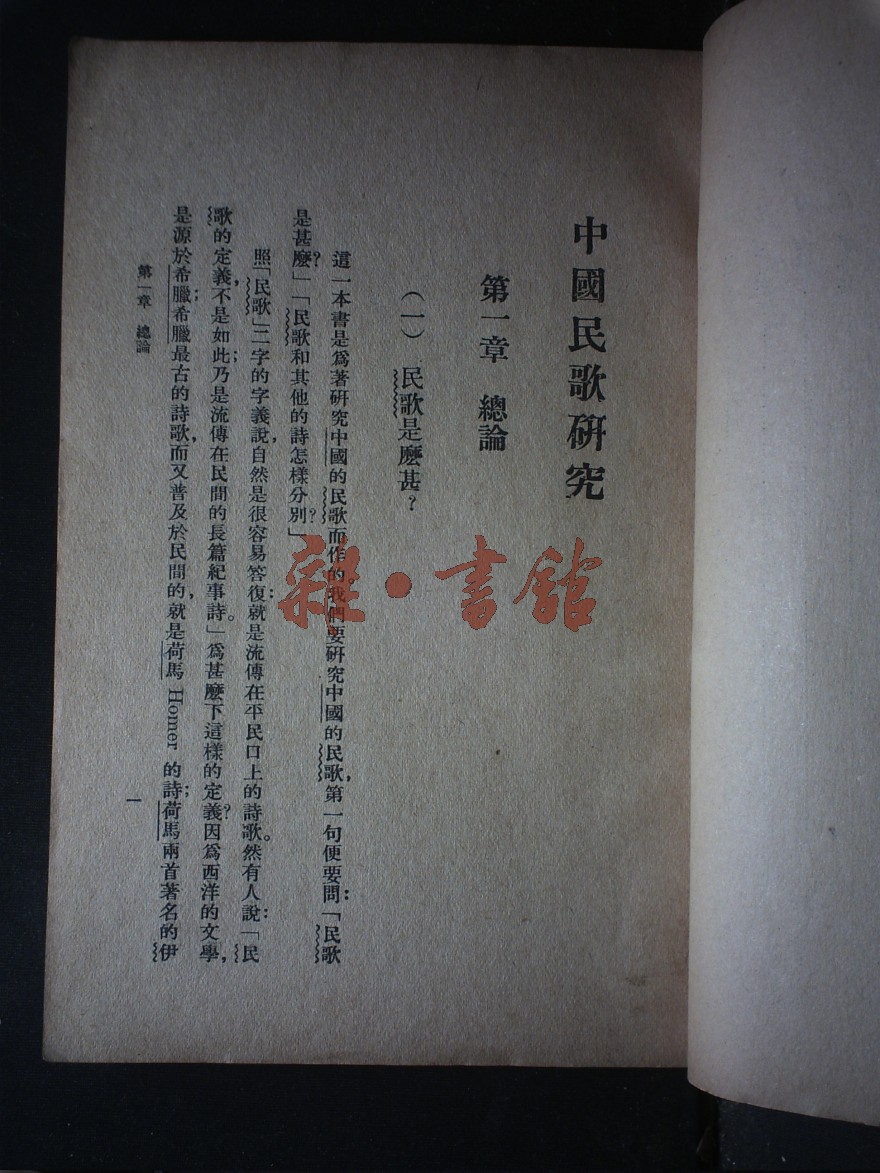 中國民歌研究
第一章 總論
（一） 民歌是麽甚？
這一本書是爲著研究中國的民歌而作的。我們要研究中國的民歌，第一句便要問：「民歌
是甚麽？」「民歌和其他的詩怎樣分別？」
照「民歌」二字的字義說，自然是很容易答復：就是流傳在平民口上的詩歌。然有人說：「民
歌的定義，不是如此；乃是流傳在民間的長篇紀事詩。」爲甚麽下這樣的定義？因爲西洋的文學，
是源於希臘；希臘最古的詩歌，而又普及於民間的，就是荷馬 Homer 的詩；荷馬兩首著名的伊
第一章 總論
一
雜·書館